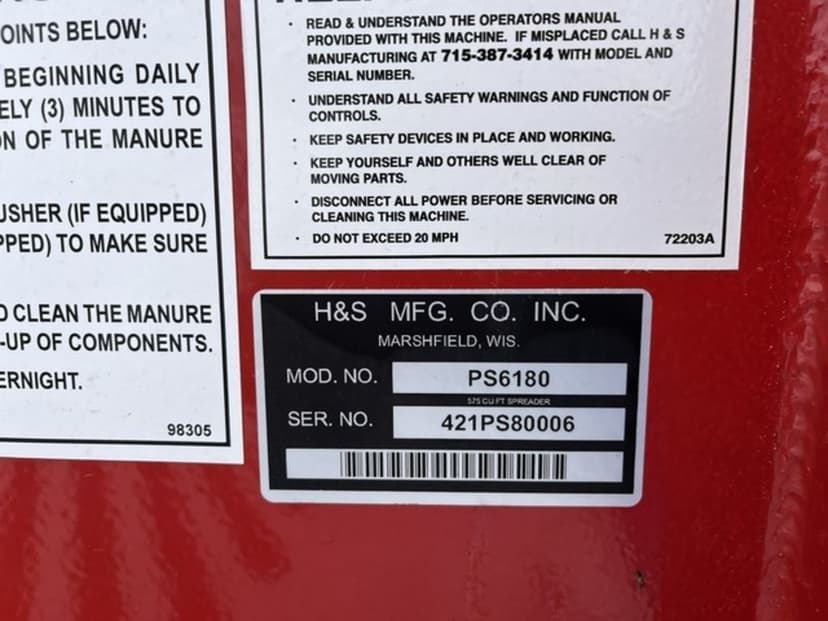 OINTS BELOW:
BEGINNING DAILY
ELY (3) MINUTES TO
N OF THE MANURE
USHER (IF EQUIPPED)
PPED) TO MAKE SURE
CLEAN THE MANURE
-UP OF COMPONENTS.
ERNIGHT.
98305
· READ & UNDERSTAND THE OPERATORS MANUAL
PROVIDED WITH THIS MACHINE. IF MISPLACED CALL H & S
MANUFACTURING AT 715-387-3414 WITH MODEL AND
SERIAL NUMBER.
· UNDERSTAND ALL SAFETY WARNINGS AND FUNCTION OF
CONTROLS.
· KEEP SAFETY DEVICES IN PLACE AND WORKING.
· KEEP YOURSELF AND OTHERS WELL CLEAR OF
MOVING PARTS.
· DISCONNECT ALL POWER BEFORE SERVICING OR
CLEANING THIS MACHINE.
· DO NOT EXCEED 20 MPH
72203A
H&S MFG. CO. INC.
MARSHFIELD, WIS.
MOD. NO. PS6180
575 CU FT SPREADER
SER. NO. 421PS80006